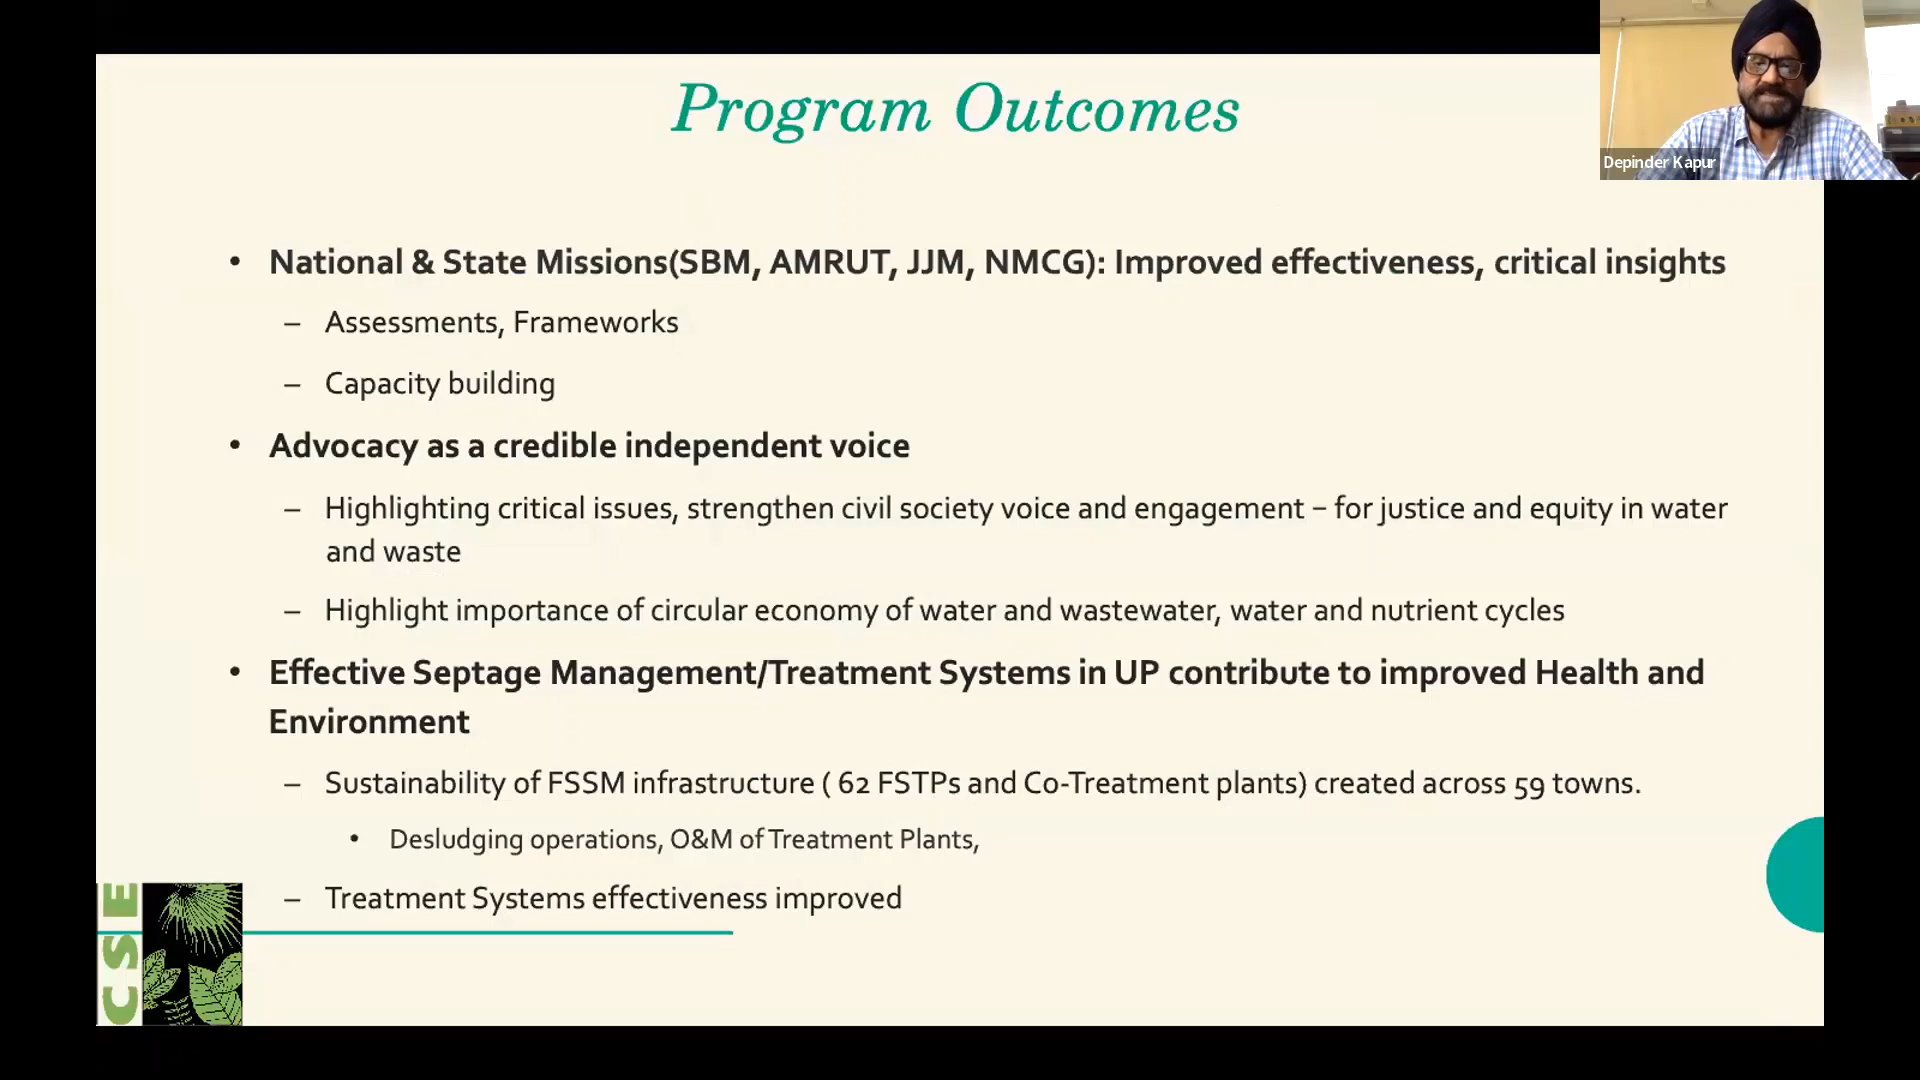 Program Outcomes
Depinder Kapur
• National & State Missions(SBM, AMRUT, JJM, NMCG): Improved effectiveness, critical insights
– Assessments, Frameworks
– Capacity building
• Advocacy as a credible independent voice
– Highlighting critical issues, strengthen civil society voice and engagement – for justice and equity in water
and waste
– Highlight importance of circular economy of water and wastewater, water and nutrient cycles
• Effective Septage Management/Treatment Systems in UP contribute to improved Health and
Environment
– Sustainability of FSSM infrastructure ( 62 FSTPs and Co-Treatment plants) created across 59 towns.
• Desludging operations, O&M of Treatment Plants,
– Treatment Systems effectiveness improved
CSE